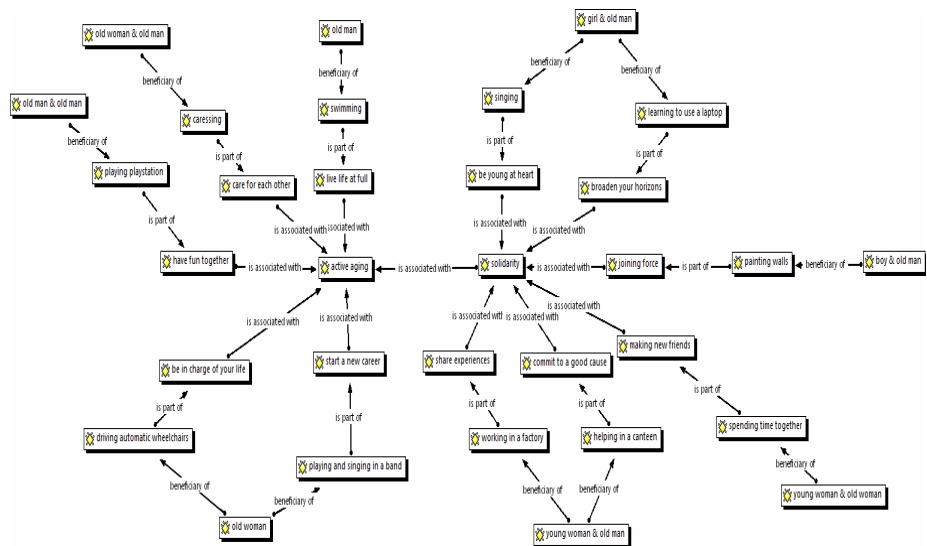 girl & old man
old woman & old man
old man
beneficiary of
beneficiary of
beneficiary of
beneficiary of
old man & old man
singing
swimming
learning to use a laptop
caressing
beneficiary of
is part of
is part of
is part of
is part of
playing playstation
be young at heart
live life at full
care for each other
broaden your horizons
is part of
is associated with
sociated with
is associated with
is associated with
have fun together
is associated with
active aging
is associated with
solidarity
is associated with
joining force
is part of
painting walls
beneficiary of
boy & old man
is associated with
is associated with
is associated with
is associated with
is associated with
making new friends
be in charge of your life
start a new career
share experiences
commit to a good cause
is part of
is part of
is part of
is part of
is part of
driving automatic wheelchairs
working in a factory
helping in a canteen
spending time together
playing and singing in a band
beneficiary of
beneficiary of
beneficiary of
beneficiary of
beneficiary of
young woman & old woman
old woman
young woman & old man